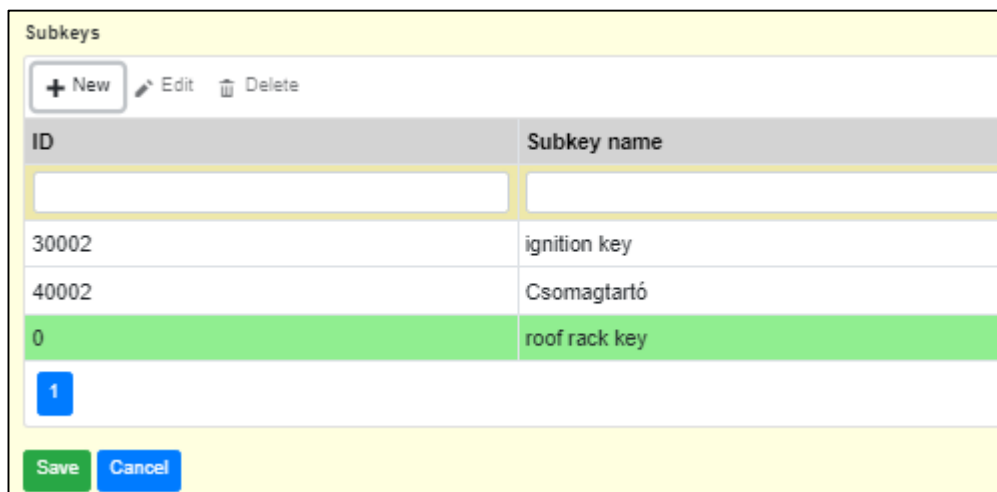 Subkeys
New Edit Delete
ID Subkey name
30002 ignition key
40002 Csomagtartó
0 roof rack key
1
Save Cancel